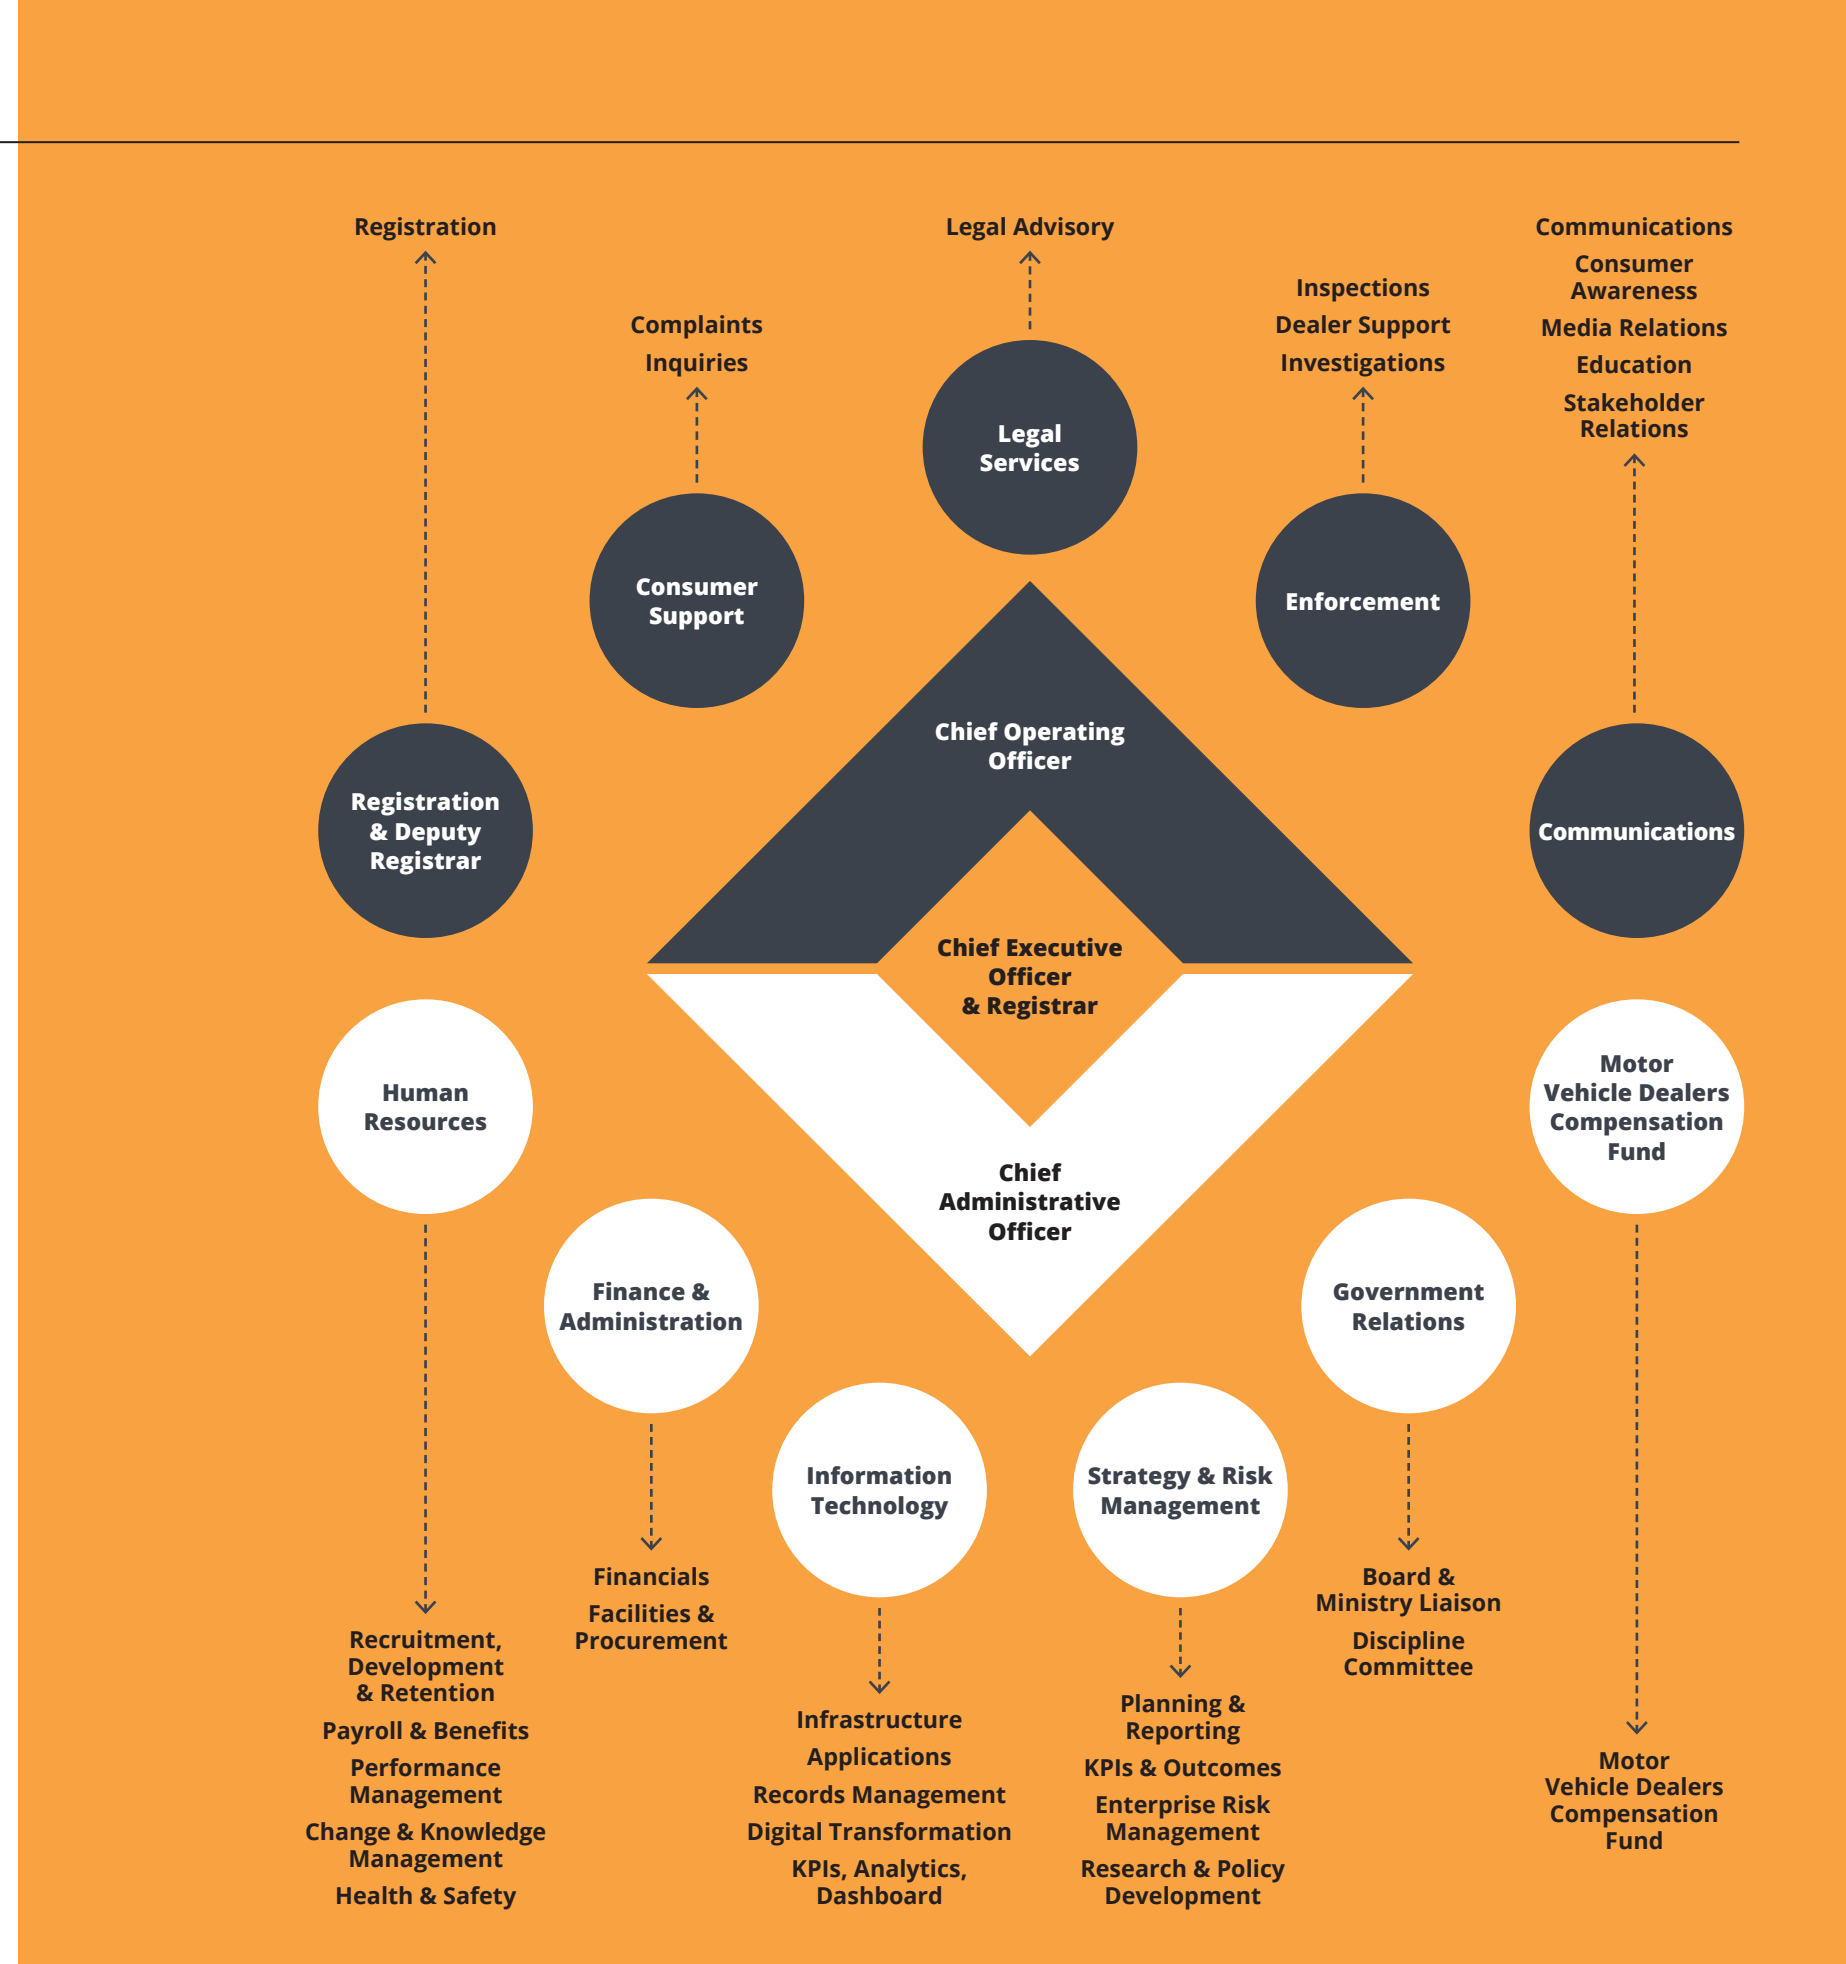 Registration
Legal Advisory
Communications
Consumer
Awareness
Media Relations
Education
Stakeholder
Relations
Complaints
Inquiries
Inspections
Dealer Support
Investigations
Legal
Services
Consumer
Support
Enforcement
Registration
& Deputy
Registrar
Communications
Chief Operating
Officer
Chief Executive
Officer
& Registrar
Chief
Administrative
Officer
Human
Resources
Motor
Vehicle Dealers
Compensation
Fund
Finance &
Administration
Government
Relations
Information
Technology
Strategy & Risk
Management
Recruitment,
Development
& Retention
Payroll & Benefits
Performance
Management
Change & Knowledge
Management
Health & Safety
Financials
Facilities &
Procurement
Infrastructure
Applications
Records Management
Digital Transformation
KPIs, Analytics,
Dashboard
Planning &
Reporting
KPIs & Outcomes
Enterprise Risk
Management
Research & Policy
Development
Board &
Ministry Liaison
Discipline
Committee
Motor
Vehicle Dealers
Compensation
Fund